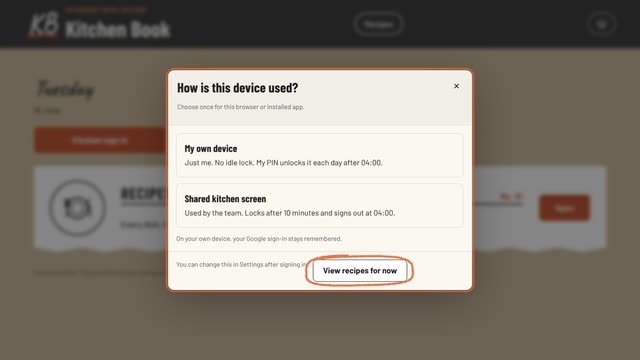 KB
Kitchen Book
Recipes
Tuesday
Kitchen sign in
RECIPES
Open
How is this device used?
×
Choose once for this browser or installed app.
My own device
Just me. No idle lock. My PIN unlocks it each day after 04:00.
Shared kitchen screen
Used by the team. Locks after 10 minutes and signs out at 04:00.
On your own device, your Google sign-in stays remembered.
You can change this in Settings after signing in
View recipes for now